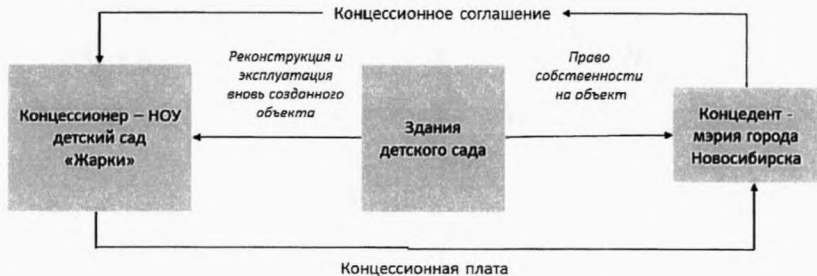 Концессионное соглашение
Реконструкция и
эксплуатация
вновь созданного
объекта
Право
собственности
на объект
Концессионер – НОУ
детский сад
«Жарки»
Здания
детского сада
Концедент -
мэрия города
Новосибирска
Концессионная плата